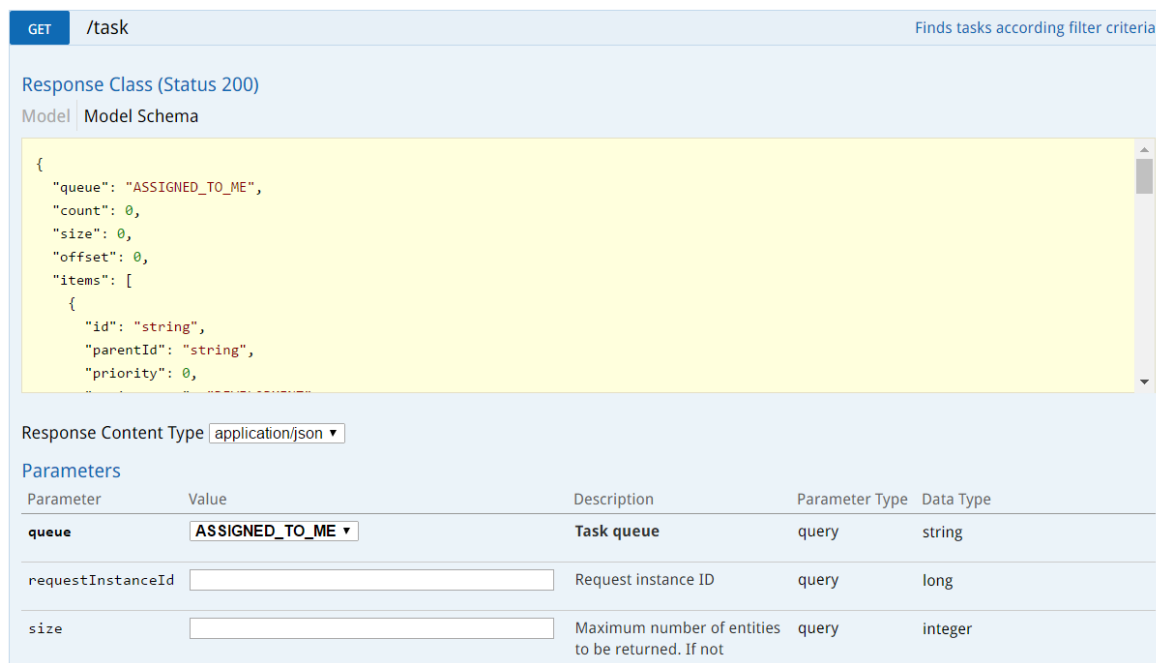 GET /task Finds tasks according filter criteria
Response Class (Status 200)
Model Model Schema
{
"queue": "ASSIGNED_TO_ME",
"count": 0,
"size": 0,
"offset": 0,
"items": [
{
"id": "string",
"parentId": "string",
"priority": 0,
Response Content Type application/json
Parameters
Parameter Value Description Parameter Type Data Type
queue ASSIGNED_TO_ME Task queue query string
requestInstanceId Request instance ID query long
size Maximum number of entities query integer
to be returned. If not